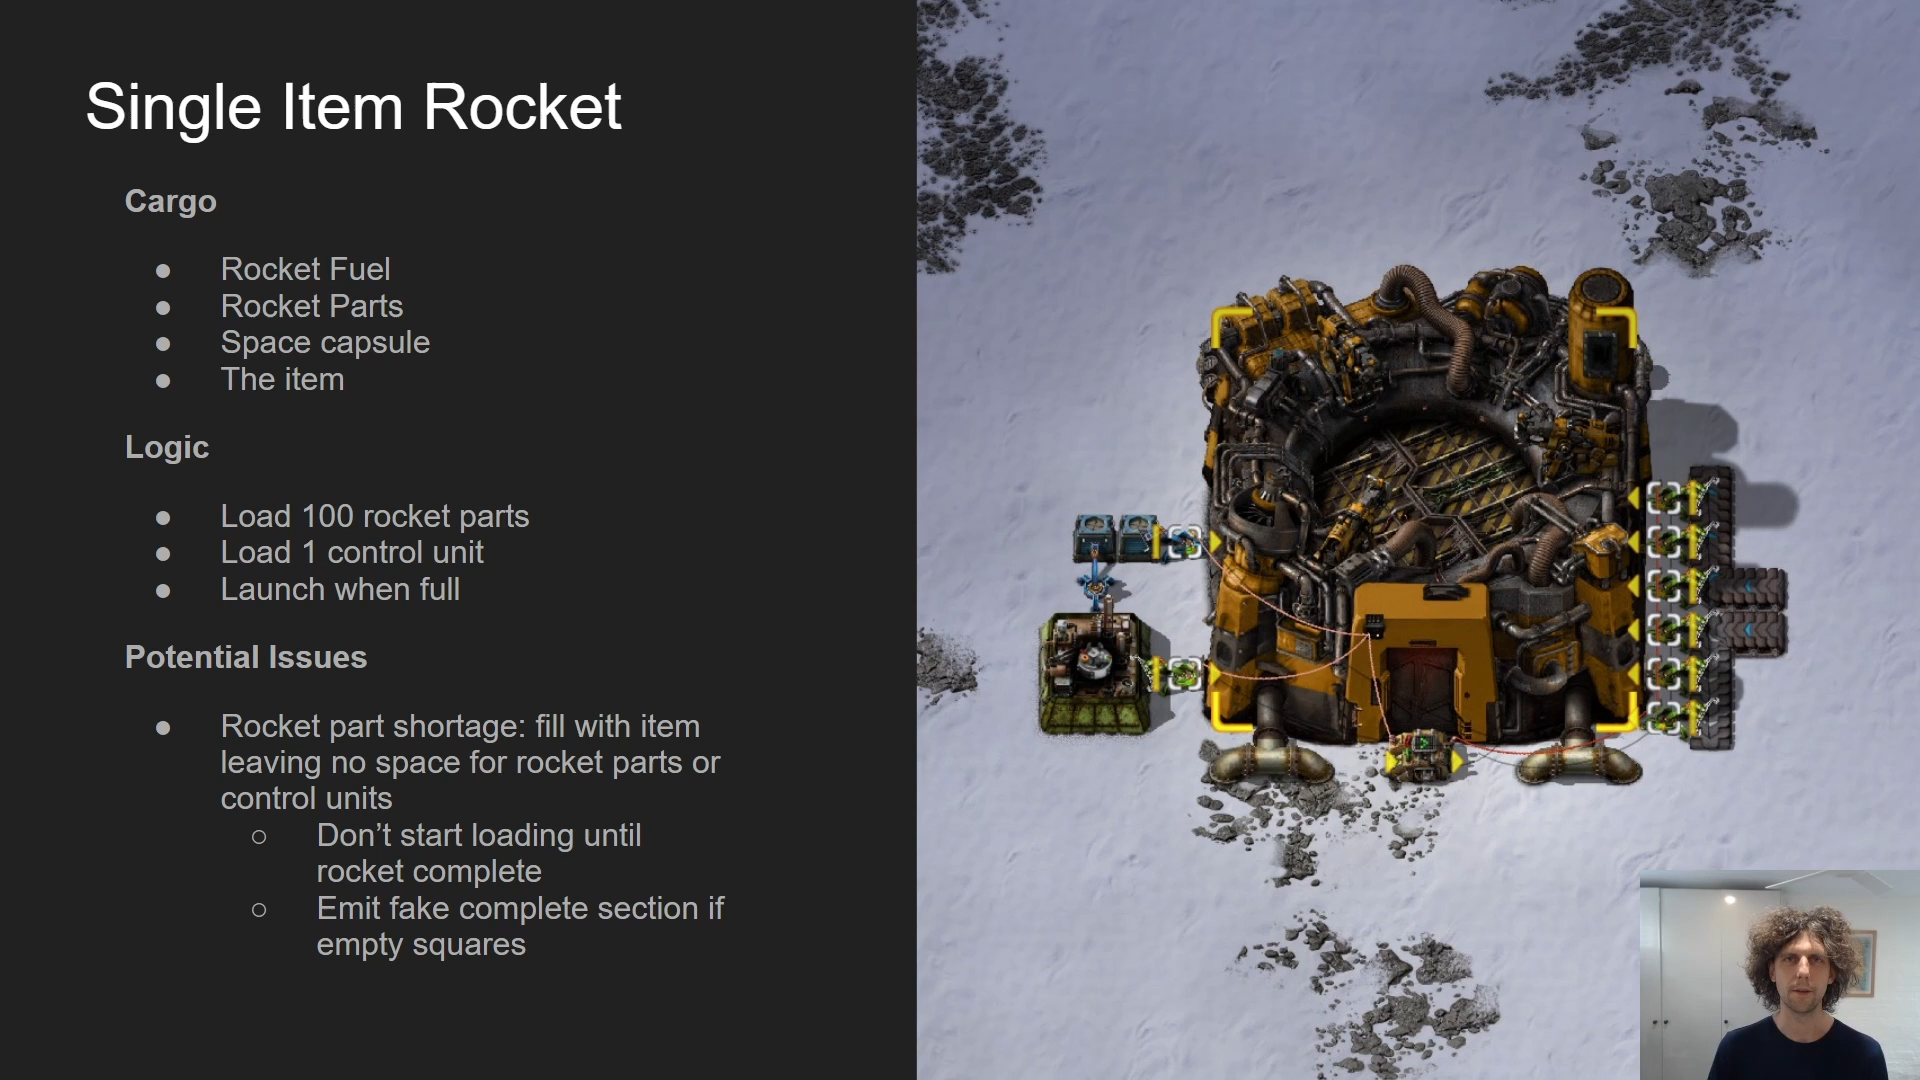 Single Item Rocket
Cargo
● Rocket Fuel
● Rocket Parts
● Space capsule
● The item
Logic
● Load 100 rocket parts
● Load 1 control unit
● Launch when full
Potential Issues
● Rocket part shortage: fill with item
leaving no space for rocket parts or
control units
○ Don’t start loading until
rocket complete
○ Emit fake complete section if
empty squares